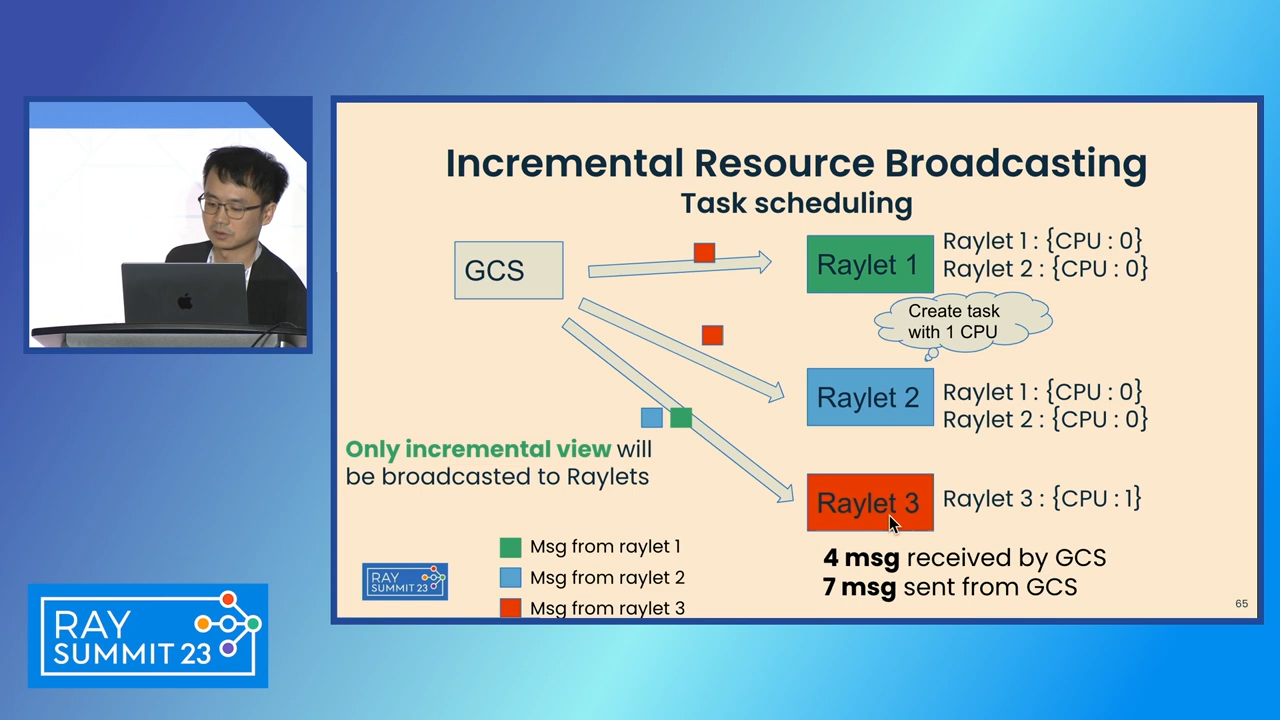 Incremental Resource Broadcasting
Task scheduling
GCS
Raylet 1
Raylet 1 : {CPU : 0}
Raylet 2 : {CPU : 0}
Create task
with 1 CPU
Raylet 2
Raylet 1 : {CPU : 0}
Raylet 2 : {CPU : 0}
Only incremental view will
be broadcasted to Raylets
Raylet 3
Raylet 3 : {CPU : 1}
Msg from raylet 1
Msg from raylet 2
Msg from raylet 3
4 msg received by GCS
7 msg sent from GCS
RAY
SUMMIT 23
65
RAY
SUMMIT 23